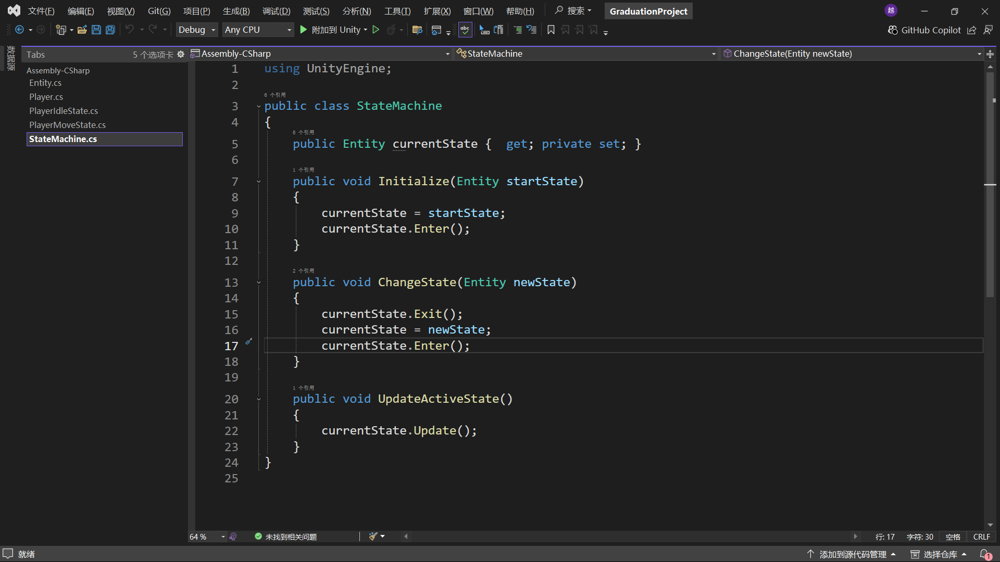 文件(F) 编辑(E) 视图(V) Git(G) 项目(P) 生成(B) 调试(D) 测试(S) 分析(N) 工具(T) 扩展(X) 窗口(W) 帮助(H) 搜索 GraduationProject 越
Debug Any CPU 附加到 Unity abc GitHub Copilot
数据源
Tabs 5 个选项卡
Assembly-CSharp
Entity.cs
Player.cs
PlayerIdleState.cs
PlayerMoveState.cs
StateMachine.cs
Assembly-CSharp StateMachine ChangeState(Entity newState)
1 using UnityEngine;
2
6 个引用
3 public class StateMachine
4 {
6 个引用
5 public Entity currentState {  get; private set; }
6
1 个引用
7 public void Initialize(Entity startState)
8 {
9 currentState = startState;
10 currentState.Enter();
11 }
12
2 个引用
13 public void ChangeState(Entity newState)
14 {
15 currentState.Exit();
16 currentState = newState;
17 currentState.Enter();
18 }
19
1 个引用
20 public void UpdateActiveState()
21 {
22 currentState.Update();
23 }
24 }
25
64 % 未找到相关问题 行: 17 字符: 30 空格 CRLF
就绪 添加到源代码管理 选择仓库 1